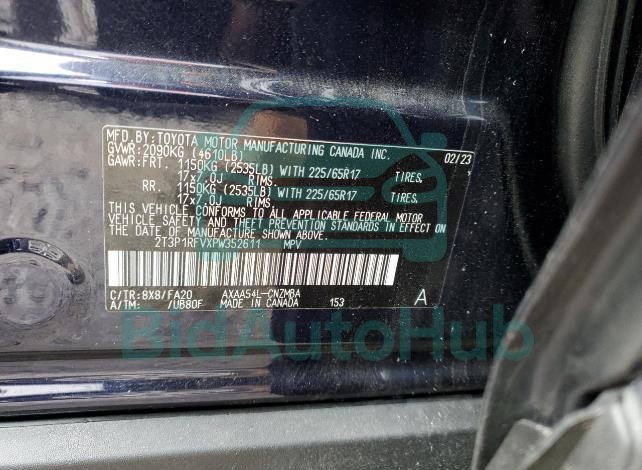 MFD.BY:TOYOTA MOTOR MANUFACTURING CANADA INC. 02/23
GVWR:2090KG (4610LB)
GAWR:FRT. 1150KG (2535LB) WITH 225/65R17 TIRES,
17x7.0J RIMS.
RR. 1150KG (2535LB) WITH 225/65R17 TIRES,
17x7.0J RIMS.
THIS VEHICLE CONFORMS TO ALL APPLICABLE FEDERAL MOTOR
VEHICLE SAFETY AND THEFT PREVENTION STANDARDS IN EFFECT ON
THE DATE OF MANUFACTURE SHOWN ABOVE.
2T3P1RFVXPW352611 MPV
C/TR:8X8/FA20 AXAA54L-CNZMBA A
A/TM: /UB80F MADE IN CANADA 153
BidAutoHub